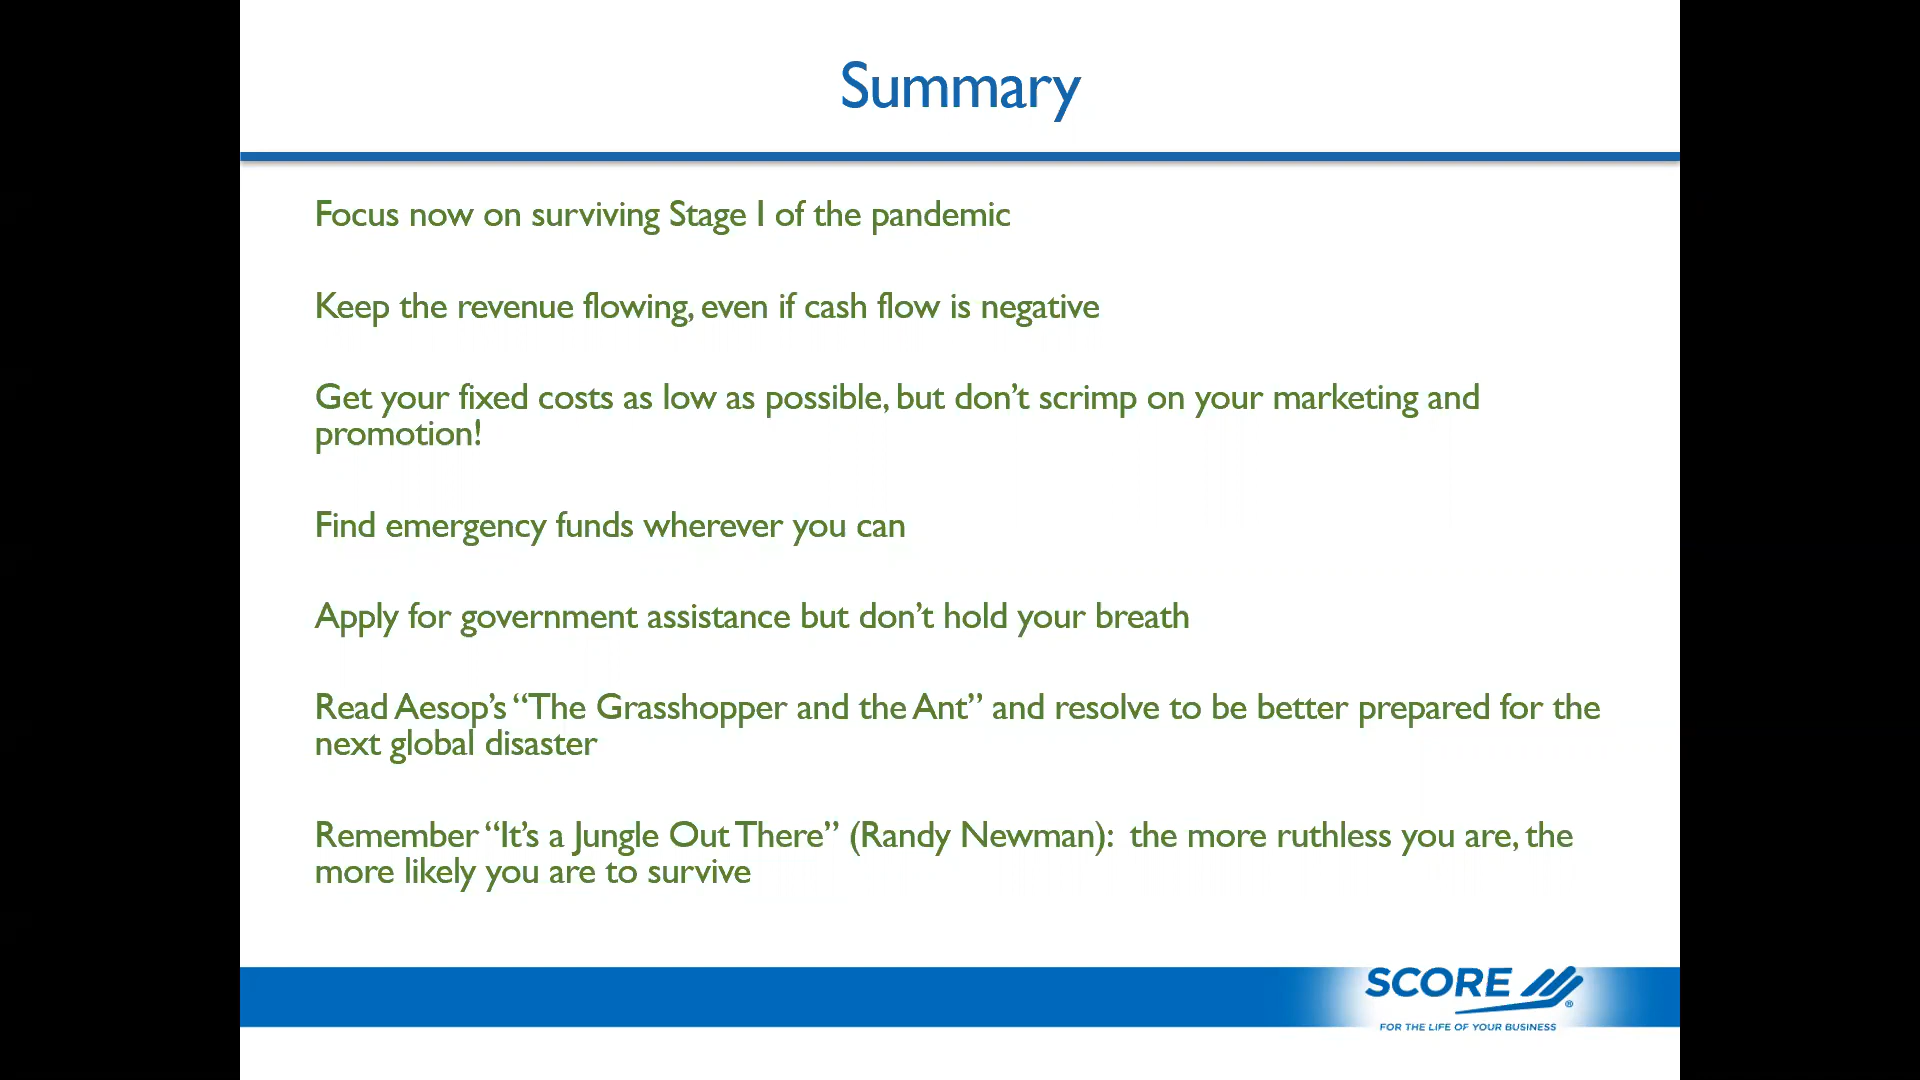 Summary
Focus now on surviving Stage I of the pandemic
Keep the revenue flowing, even if cash flow is negative
Get your fixed costs as low as possible, but don’t scrimp on your marketing and
promotion!
Find emergency funds wherever you can
Apply for government assistance but don’t hold your breath
Read Aesop’s “The Grasshopper and the Ant” and resolve to be better prepared for the
next global disaster
Remember “It’s a Jungle Out There” (Randy Newman):  the more ruthless you are, the
more likely you are to survive
SCORE ®
FOR THE LIFE OF YOUR BUSINESS